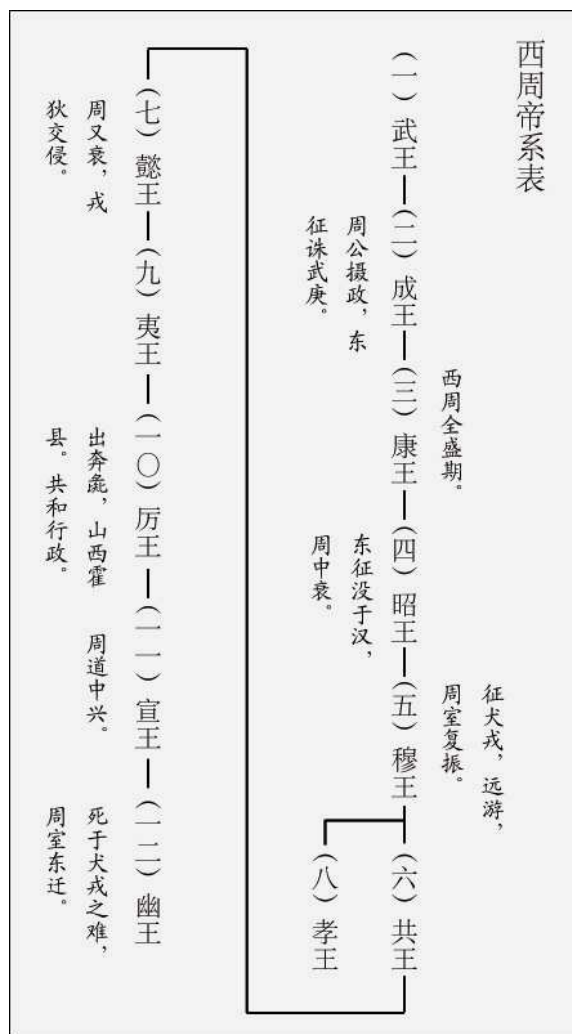 西周帝系表
(一)武王
(二)成王
周公摄政，东
征诛武庚。
(三)康王
西周全盛期。
(四)昭王
东征没于汉，
周中衰。
(五)穆王
征犬戎，远游，
周室复振。
(六)共王
(八)孝王
(七)懿王
周又衰，戎
狄交侵。
(九)夷王
(一〇)厉王
出奔彘，山西霍
县。共和行政。
(一一)宣王
周道中兴。
(一二)幽王
死于犬戎之难，
周室东迁。